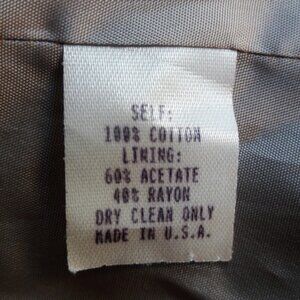 SELF:
100% COTTON
LINING:
60% ACETATE
40% RAYON
DRY CLEAN ONLY
MADE IN U.S.A.